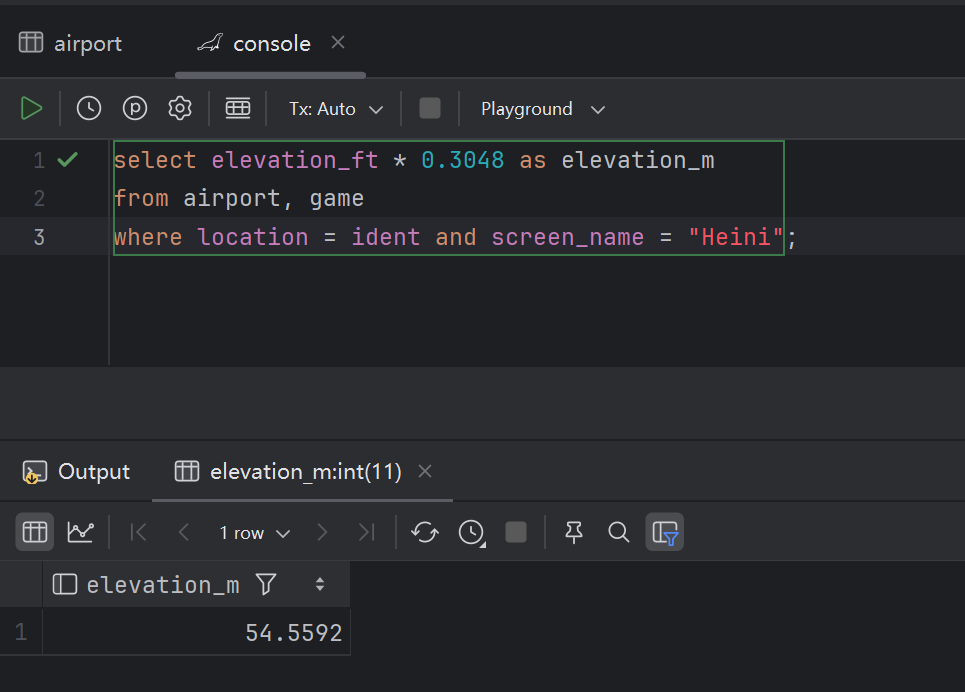 airport console
Tx: Auto Playground
1 select elevation_ft * 0.3048 as elevation_m
2 from airport, game
3 where location = ident and screen_name = "Heini";
Output elevation_m:int(11)
1 row
elevation_m
1 54.5592